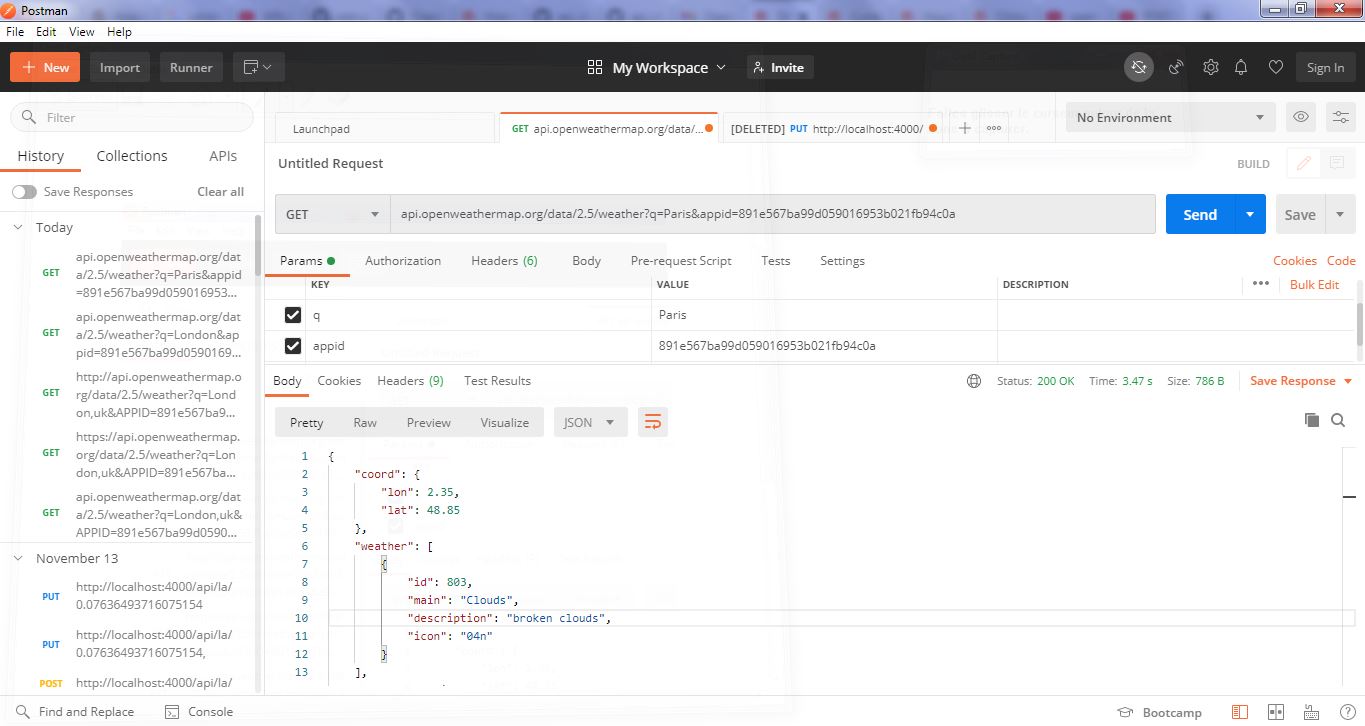 Postman
File Edit View Help
New Import Runner My Workspace Invite Sign In
Filter
Launchpad GET api.openweathermap.org/data/... [DELETED] PUT http://localhost:4000/ No Environment
History Collections APIs
Untitled Request BUILD
Save Responses Clear all
GET api.openweathermap.org/data/2.5/weather?q=Paris&appid=891e567ba99d059016953b021fb94c0a Send Save
Today
GET api.openweathermap.org/dat
a/2.5/weather?q=Paris&appid
=891e567ba99d059016953...
GET api.openweathermap.org/dat
a/2.5/weather?q=London&ap
pid=891e567ba99d0590169...
GET http://api.openweathermap.o
rg/data/2.5/weather?q=Lond
on,uk&APPID=891e567ba9...
GET https://api.openweathermap.
org/data/2.5/weather?q=Lon
don,uk&APPID=891e567ba...
GET api.openweathermap.org/dat
a/2.5/weather?q=London,uk&
APPID=891e567ba99d0590...
November 13
PUT http://localhost:4000/api/la/
0.07636493716075154
PUT http://localhost:4000/api/la/
0.07636493716075154,
POST http://localhost:4000/api/la/
Params Authorization Headers (6) Body Pre-request Script Tests Settings Cookies Code
KEY VALUE DESCRIPTION Bulk Edit
q Paris
appid 891e567ba99d059016953b021fb94c0a
Body Cookies Headers (9) Test Results Status: 200 OK Time: 3.47 s Size: 786 B Save Response
Pretty Raw Preview Visualize JSON
1 {
2 "coord": {
3 "lon": 2.35,
4 "lat": 48.85
5 },
6 "weather": [
7 {
8 "id": 803,
9 "main": "Clouds",
10 "description": "broken clouds",
11 "icon": "04n"
12 }
13 ],
Find and Replace Console Bootcamp